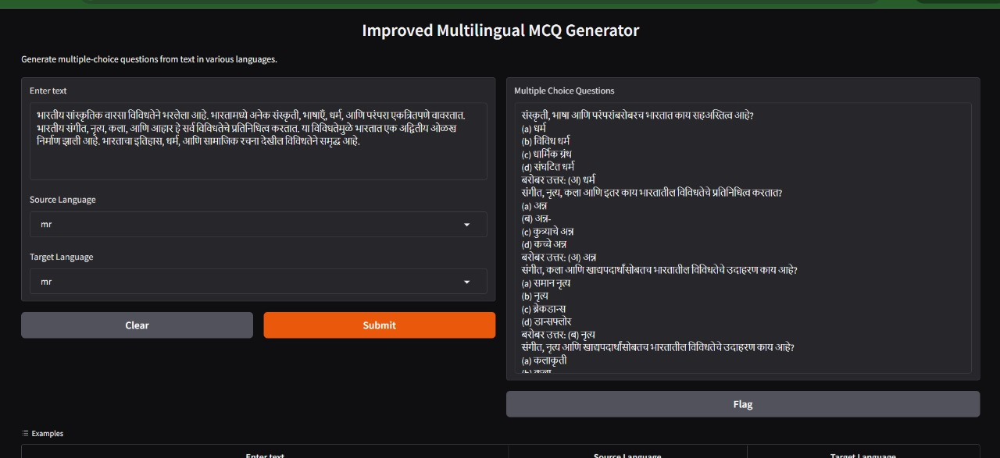 Improved Multilingual MCQ Generator
Generate multiple-choice questions from text in various languages.
Enter text
भारतीय सांस्कृतिक वारसा विविधतेने भरलेला आहे. भारतामध्ये अनेक संस्कृती, भाषाएँ, धर्म, आणि परंपरा एकत्रितपणे वावरतात.
भारतीय संगीत, नृत्य, कला, आणि आहार हे सर्व विविधतेचे प्रतिनिधित्व करतात. या विविधतेमुळे भारतात एक अद्वितीय ओळख
निर्माण झाली आहे. भारताचा इतिहास, धर्म, आणि सामाजिक रचना देखील विविधतेने समृद्ध आहे.
Source Language
mr
Target Language
mr
Clear
Submit
Multiple Choice Questions
संस्कृती, भाषा आणि परंपरांबरोबरच भारतात काय सहअस्तित्व आहे?
(a) धर्म
(b) विविध धर्म
(c) धार्मिक ग्रंथ
(d) संघटित धर्म
बरोबर उत्तर: (अ) धर्म
संगीत, नृत्य, कला आणि इतर काय भारतातील विविधतेचे प्रतिनिधित्व करतात?
(a) अन्न
(ब) अन्न-
(c) कुत्र्याचे अन्न
(d) कच्चे अन्न
बरोबर उत्तर: (अ) अन्न
संगीत, कला आणि खाद्यपदार्थांसोबतच भारतातील विविधतेचे उदाहरण काय आहे?
(a) समान नृत्य
(b) नृत्य
(c) ब्रेकडान्स
(d) डान्सफ्लोर
बरोबर उत्तर: (ब) नृत्य
संगीत, नृत्य आणि खाद्यपदार्थांसोबतच भारतातील विविधतेचे उदाहरण काय आहे?
(a) कलाकृती
(b) कला
Flag
Examples
Enter text
Source Language
Target Language